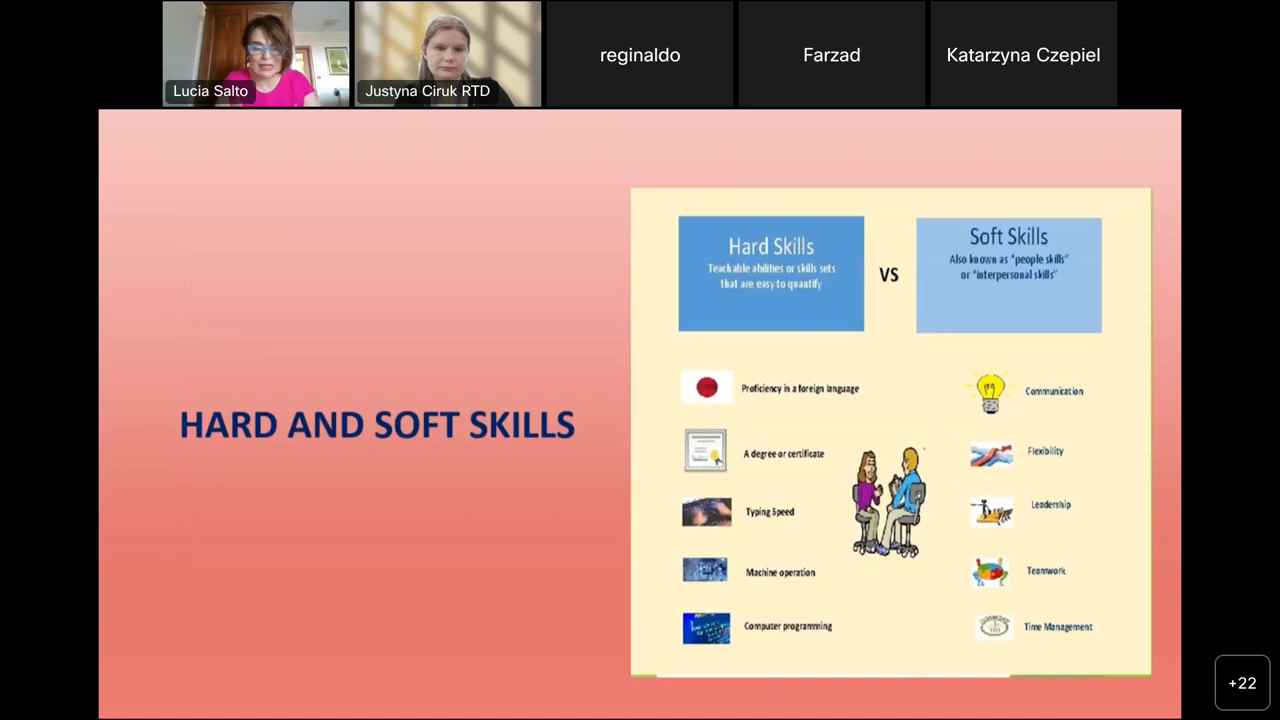 Lucia Salto
Justyna Ciruk RTD
reginaldo
Farzad
Katarzyna Czepiel
HARD AND SOFT SKILLS
Hard Skills
Teachable abilities or skills sets
that are easy to quantify
VS
Soft Skills
Also known as "people skills"
or "interpersonal skills"
Proficiency in a foreign language
A degree or certificate
Typing Speed
Machine operation
Computer programming
Communication
Flexibility
Leadership
Teamwork
Time Management
+22